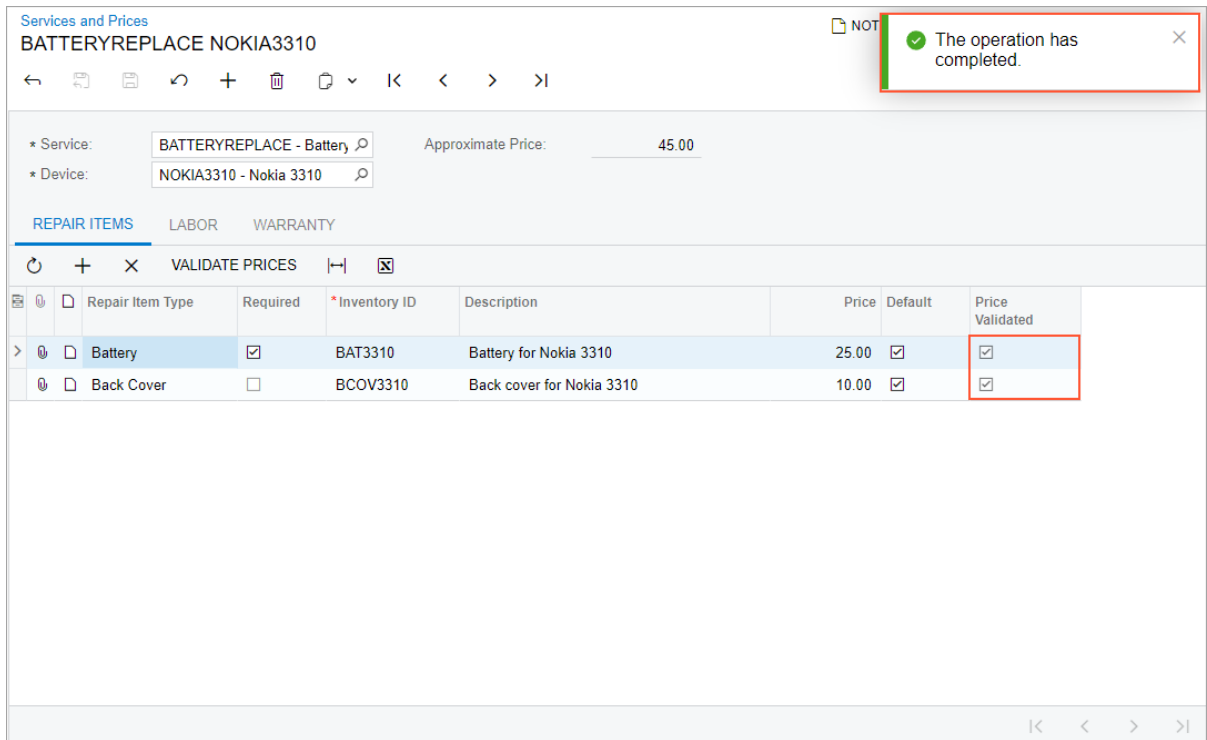 Services and Prices
BATTERYREPLACE NOKIA3310
NOT
The operation has
completed.
* Service: BATTERYREPLACE - Battery Approximate Price: 45.00
* Device: NOKIA3310 - Nokia 3310
REPAIR ITEMS LABOR WARRANTY
VALIDATE PRICES
Repair Item Type Required *Inventory ID Description Price Default Price
Validated
Battery BAT3310 Battery for Nokia 3310 25.00
Back Cover BCOV3310 Back cover for Nokia 3310 10.00